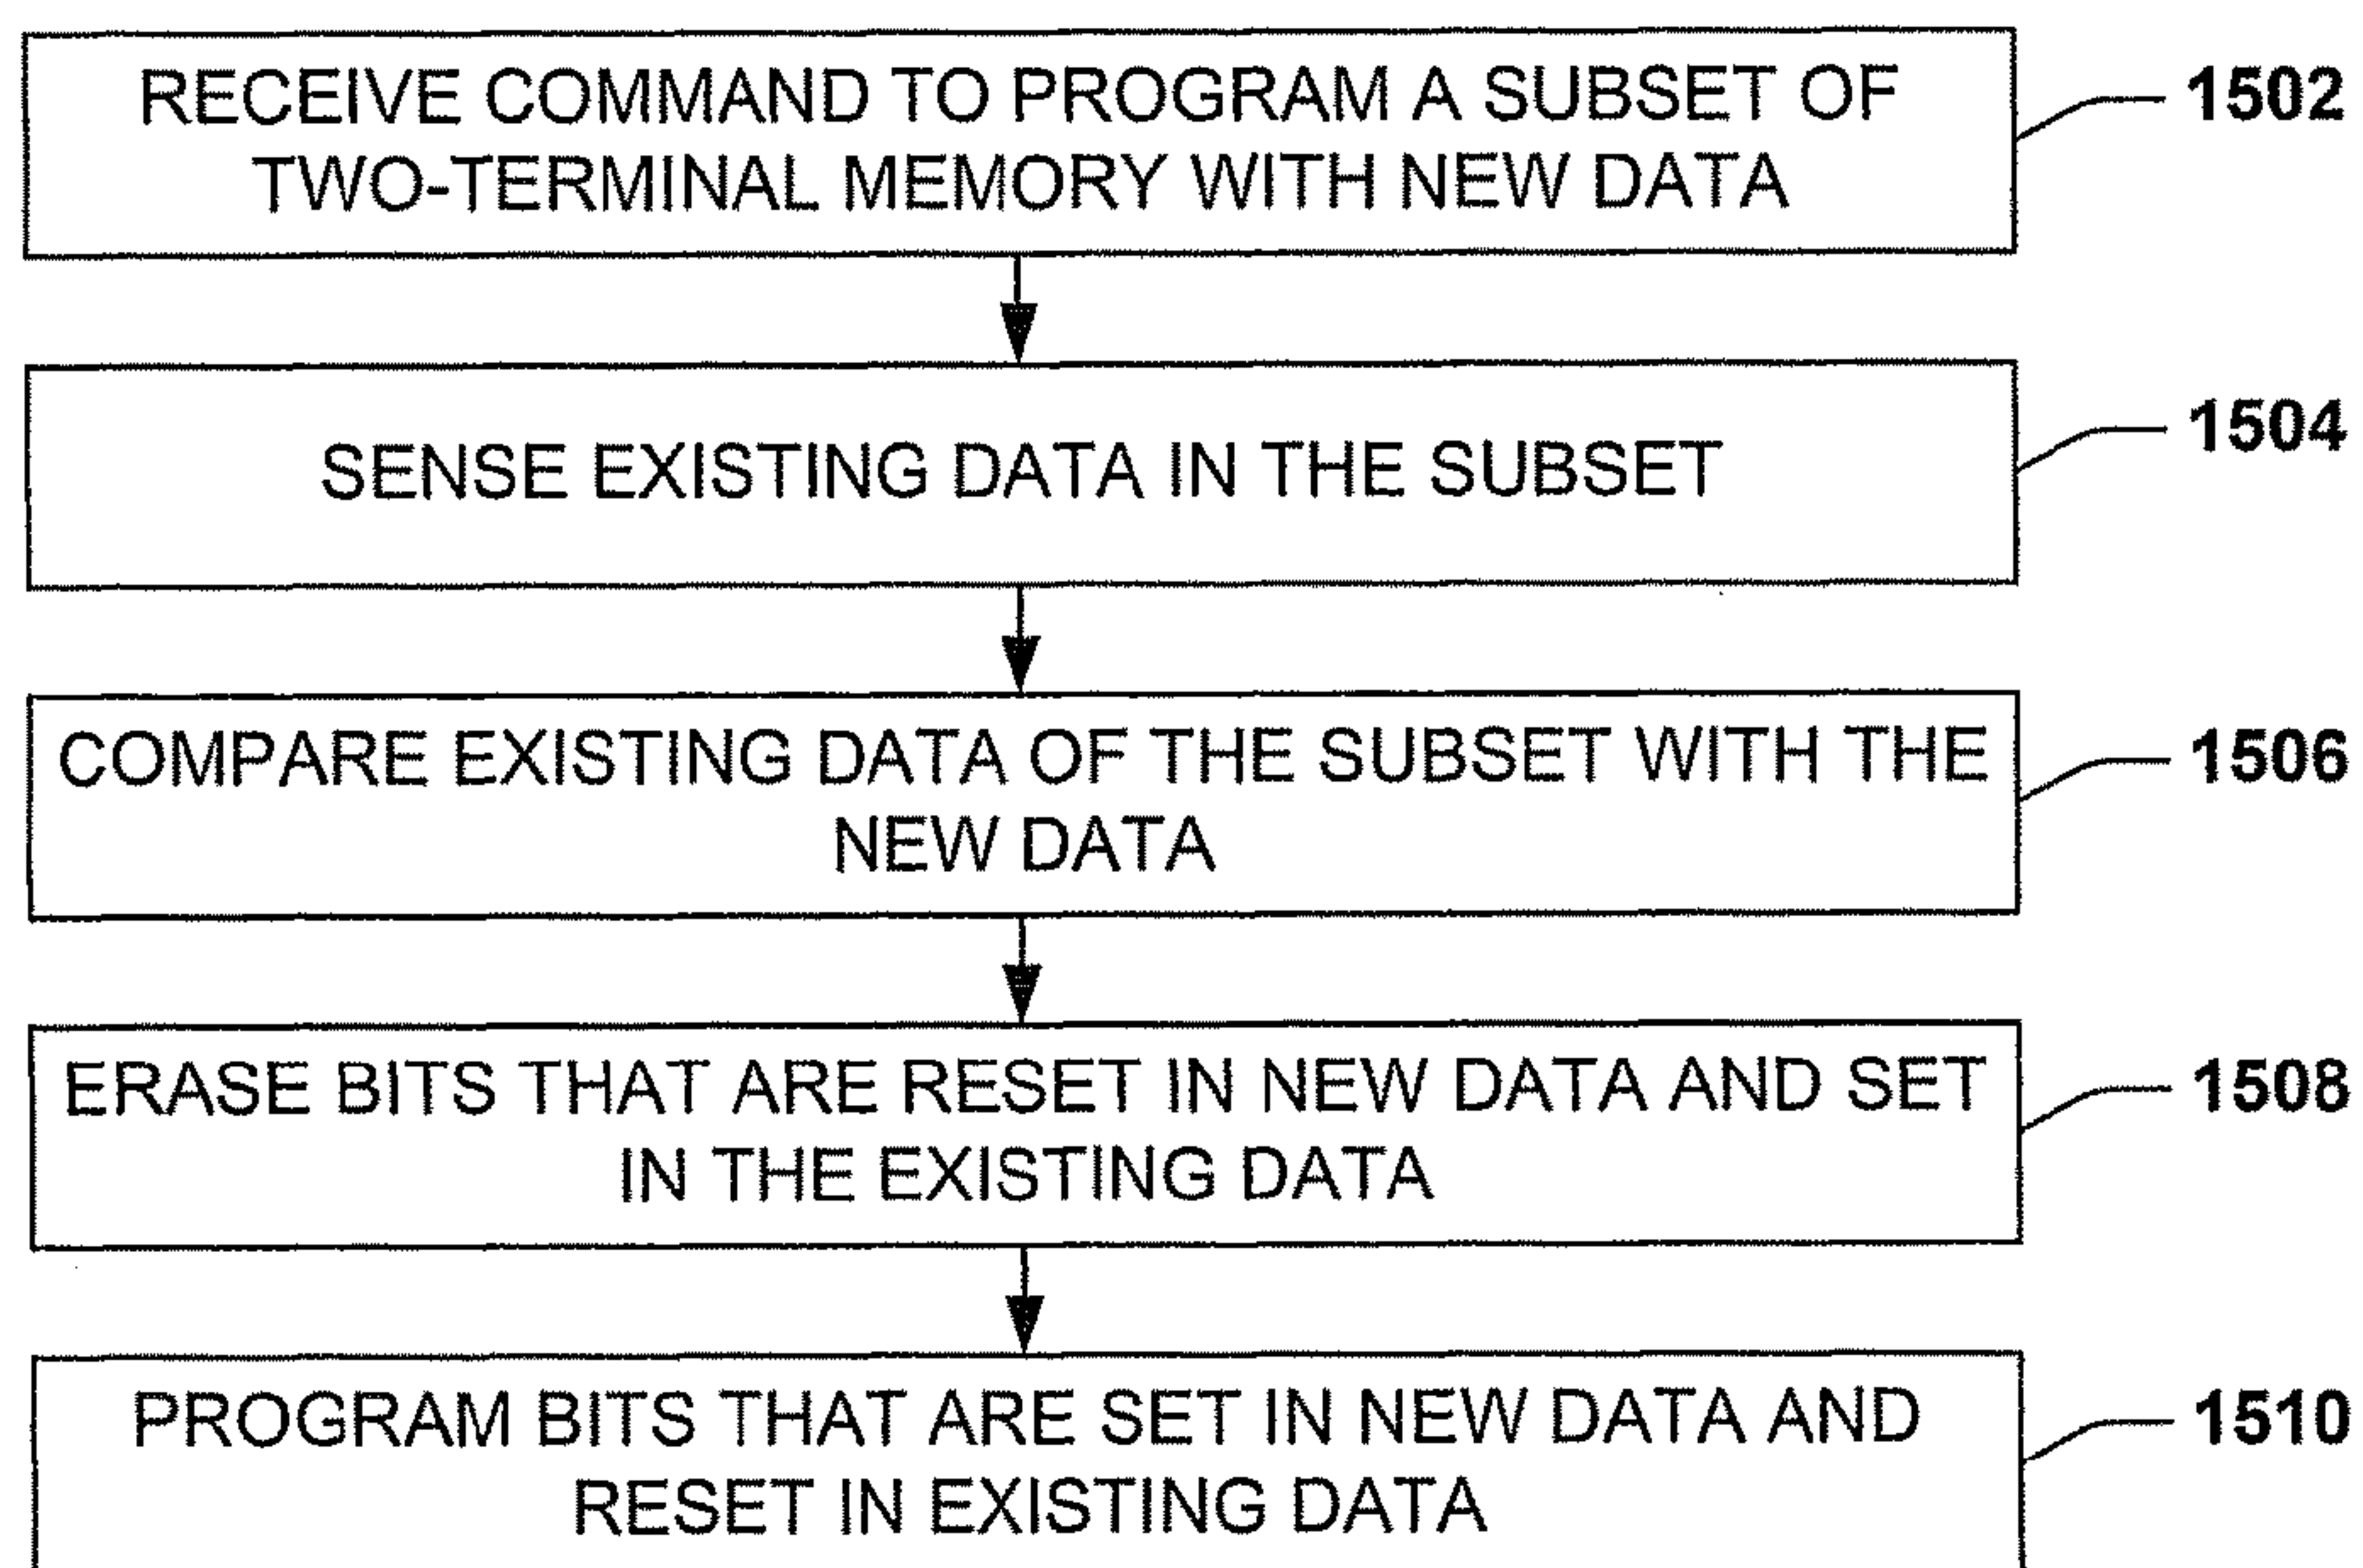 RECEIVE COMMAND TO PROGRAM A SUBSET OF
TWO-TERMINAL MEMORY WITH NEW DATA
1502
SENSE EXISTING DATA IN THE SUBSET
1504
COMPARE EXISTING DATA OF THE SUBSET WITH THE
NEW DATA
1506
ERASE BITS THAT ARE RESET IN NEW DATA AND SET
IN THE EXISTING DATA
1508
PROGRAM BITS THAT ARE SET IN NEW DATA AND
RESET IN EXISTING DATA
1510